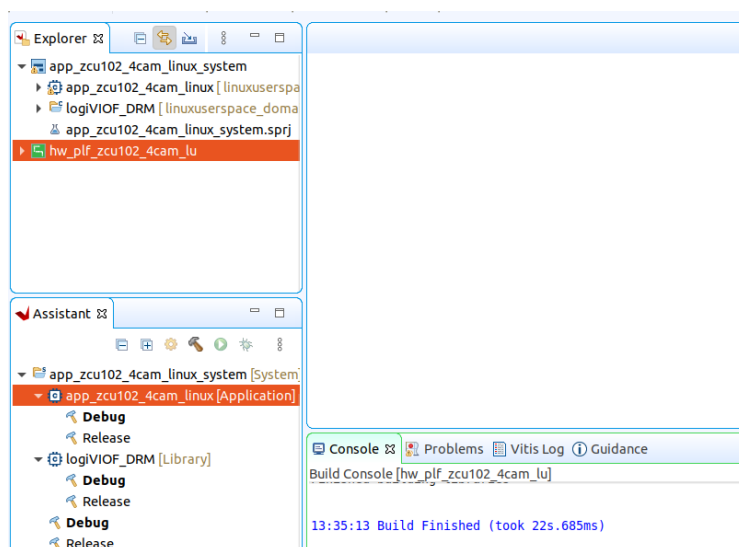 Explorer
app_zcu102_4cam_linux_system
app_zcu102_4cam_linux [ linuxuserspa
logiVIOF_DRM [ linuxuserspace_doma
app_zcu102_4cam_linux_system.sprj
hw_plf_zcu102_4cam_lu
Assistant
app_zcu102_4cam_linux_system [System]
app_zcu102_4cam_linux [Application]
Debug
Release
logiVIOF_DRM [Library]
Debug
Release
Debug
Release
Console Problems Vitis Log Guidance
Build Console [hw_plf_zcu102_4cam_lu]
13:35:13 Build Finished (took 22s.685ms)